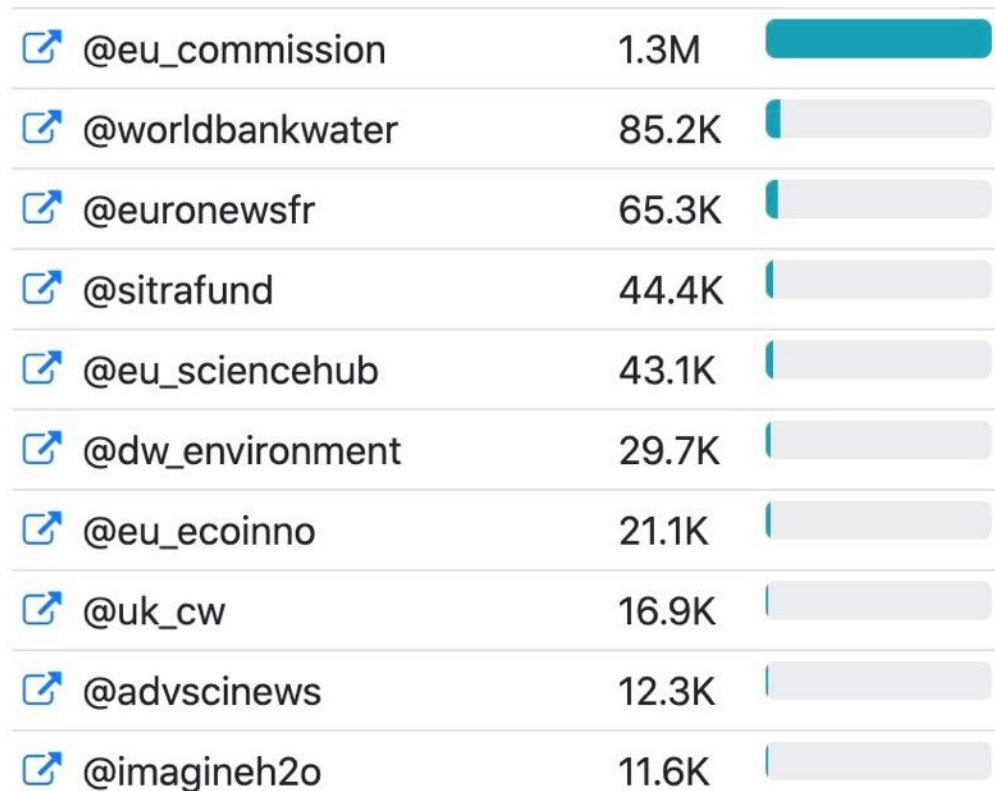 @eu_commission 1.3M
@worldbankwater 85.2K
@euronewsfr 65.3K
@sitrafund 44.4K
@eu_sciencehub 43.1K
@dw_environment 29.7K
@eu_ecoinno 21.1K
@uk_cw 16.9K
@advscinews 12.3K
@imagineh2o 11.6K